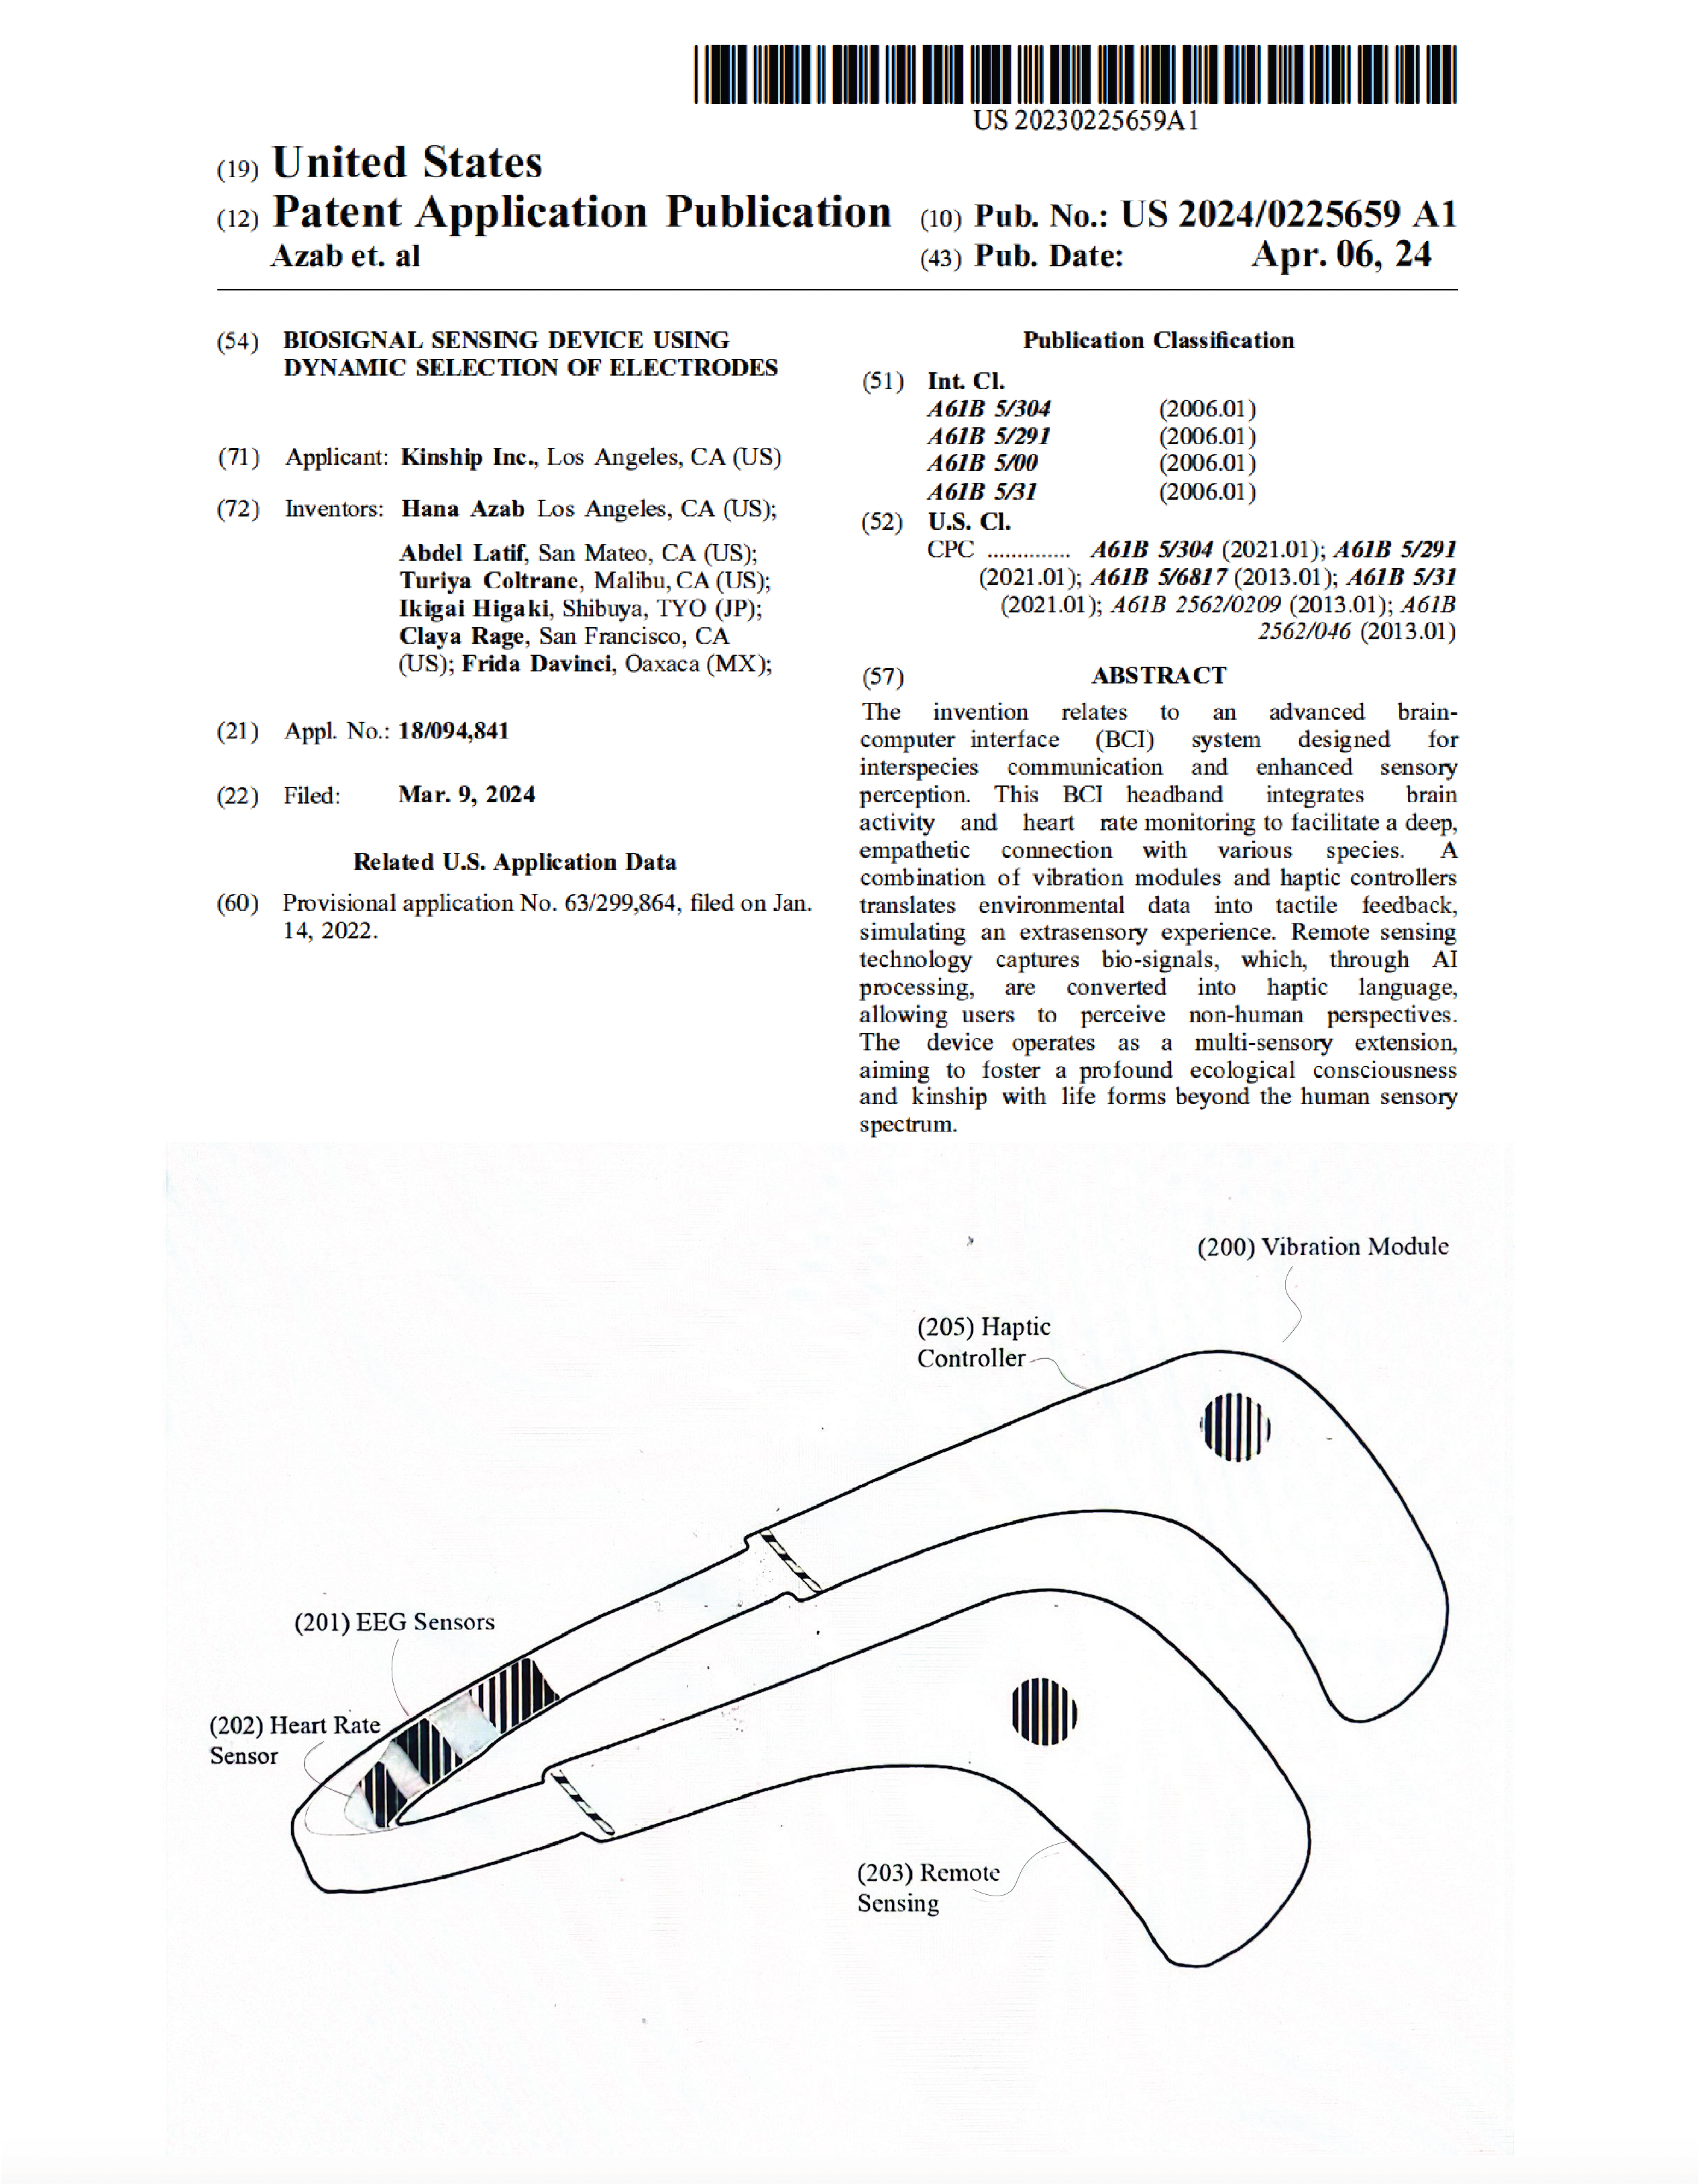 US 20230225659A1
(19) United States
(12) Patent Application Publication
Azab et. al
(10) Pub. No.: US 2024/0225659 A1
(43) Pub. Date: Apr. 06, 24
(54) BIOSIGNAL SENSING DEVICE USING
DYNAMIC SELECTION OF ELECTRODES
(71) Applicant: Kinship Inc., Los Angeles, CA (US)
(72) Inventors: Hana Azab Los Angeles, CA (US);
Abdel Latif, San Mateo, CA (US);
Turiya Coltrane, Malibu, CA (US);
Ikigai Higaki, Shibuya, TYO (JP);
Claya Rage, San Francisco, CA
(US); Frida Davinci, Oaxaca (MX);
(21) Appl. No.: 18/094,841
(22) Filed: Mar. 9, 2024
Related U.S. Application Data
(60) Provisional application No. 63/299,864, filed on Jan.
14, 2022.
Publication Classification
(51) Int. Cl.
A61B 5/304 (2006.01)
A61B 5/291 (2006.01)
A61B 5/00 (2006.01)
A61B 5/31 (2006.01)
(52) U.S. Cl.
CPC .............. A61B 5/304 (2021.01); A61B 5/291
(2021.01); A61B 5/6817 (2013.01); A61B 5/31
(2021.01); A61B 2562/0209 (2013.01); A61B
2562/046 (2013.01)
(57) ABSTRACT
The invention relates to an advanced brain-
computer interface (BCI) system designed for
interspecies communication and enhanced sensory
perception. This BCI headband integrates brain
activity and heart rate monitoring to facilitate a deep,
empathetic connection with various species. A
combination of vibration modules and haptic controllers
translates environmental data into tactile feedback,
simulating an extrasensory experience. Remote sensing
technology captures bio-signals, which, through AI
processing, are converted into haptic language,
allowing users to perceive non-human perspectives.
The device operates as a multi-sensory extension,
aiming to foster a profound ecological consciousness
and kinship with life forms beyond the human sensory
spectrum.
(200) Vibration Module
(205) Haptic
Controller
(201) EEG Sensors
(202) Heart Rate
Sensor
(203) Remote
Sensing